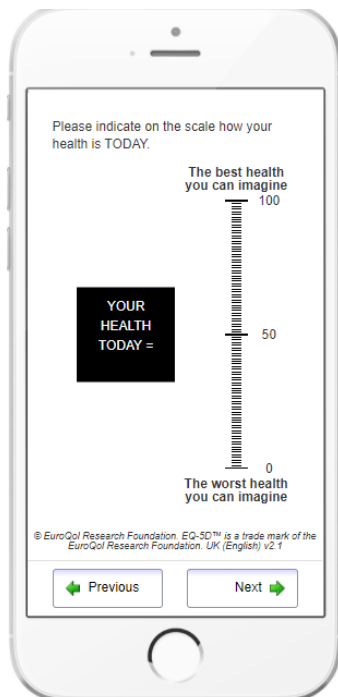 Please indicate on the scale how your
health is TODAY.
The best health
you can imagine
100
YOUR
HEALTH
TODAY =
50
0
The worst health
you can imagine
© EuroQol Research Foundation. EQ-5D™ is a trade mark of the
EuroQol Research Foundation. UK (English) v2.1
Previous
Next